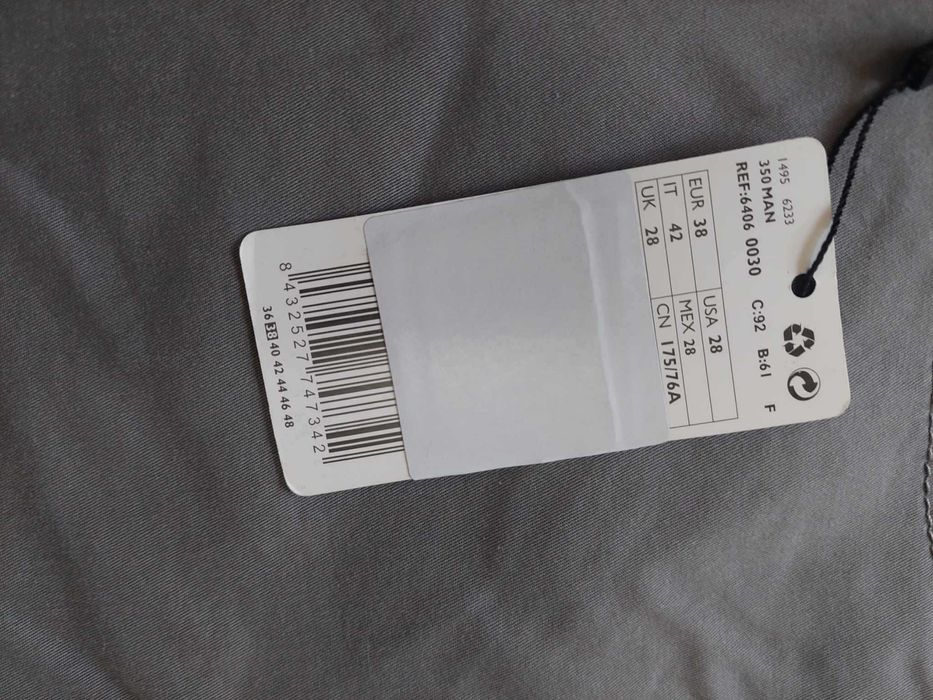 1495 6233
350 MAN
REF:6406 0030 C:92 B:61 F
EUR 38 USA 28
IT 42 MEX 28
UK 28 CN 175/76A
8 432527 747342
36 38 40 42 44 46 48